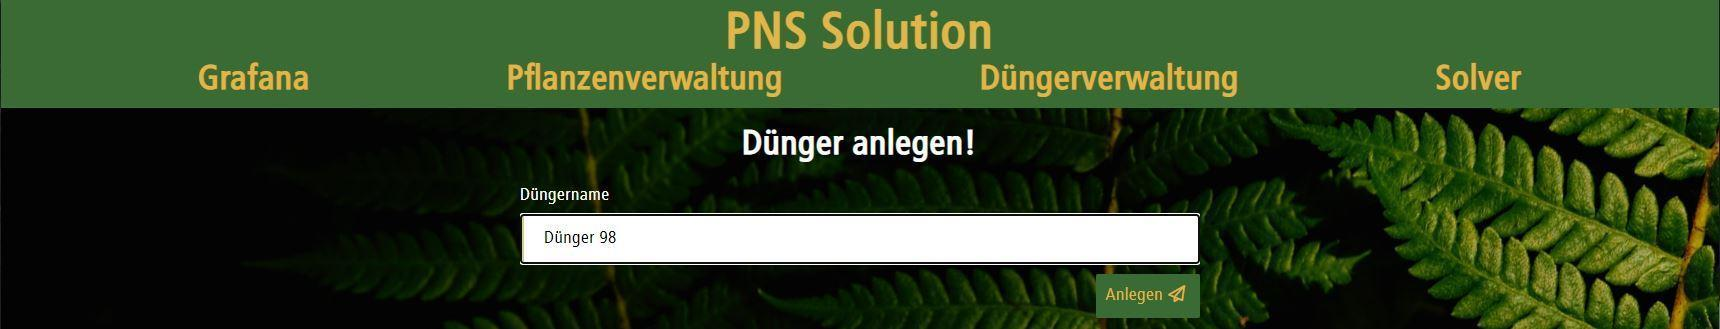 PNS Solution
Grafana Pflanzenverwaltung Düngerverwaltung Solver
Dünger anlegen!
Düngername
Dünger 98
Anlegen